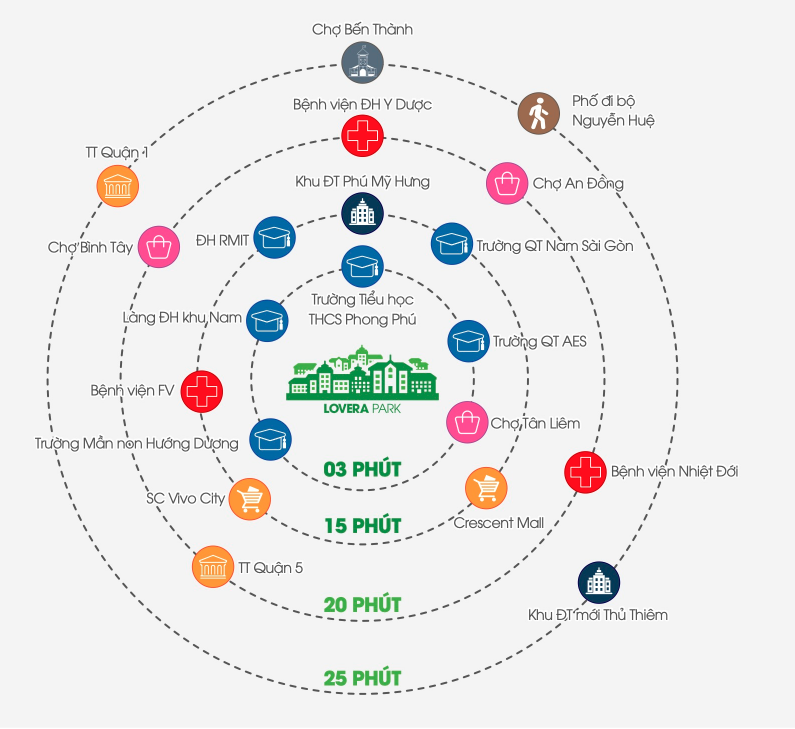 Chợ Bến Thành
Phố đi bộ
Nguyễn Huệ
Bệnh viện ĐH Y Dược
TT Quận 1
Khu ĐT Phú Mỹ Hưng
Chợ An Đồng
Chợ Bình Tây
ĐH RMIT
Trường QT Nam Sài Gòn
Trường Tiểu học
THCS Phong Phú
Làng ĐH khu Nam
Trường QT AES
Bệnh viện FV
LOVERA PARK
Chợ Tân Liêm
Trường Mần non Hướng Dương
03 PHÚT
Bệnh viện Nhiệt Đới
SC Vivo City
Crescent Mall
15 PHÚT
TT Quận 5
20 PHÚT
Khu ĐT mới Thủ Thiêm
25 PHÚT